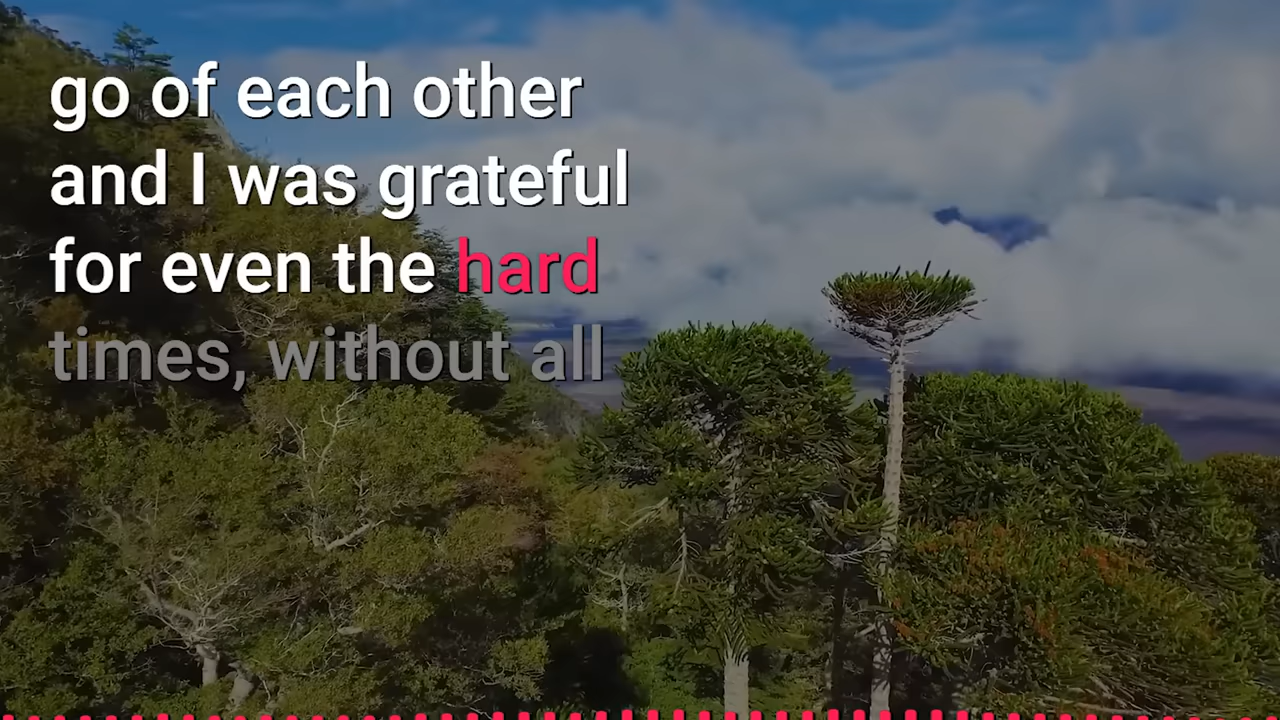 go of each other
and I was grateful
for even the hard
times, without all